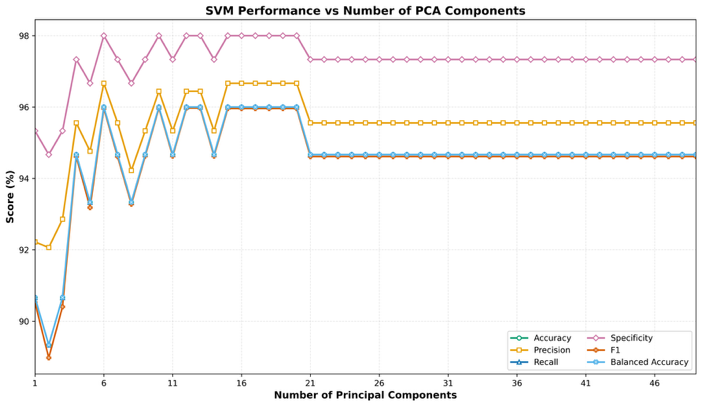 SVM Performance vs Number of PCA Components
Score (%)
98
96
94
92
90
1 6 11 16 21 26 31 36 41 46
Number of Principal Components
Accuracy
Precision
Recall
Specificity
F1
Balanced Accuracy